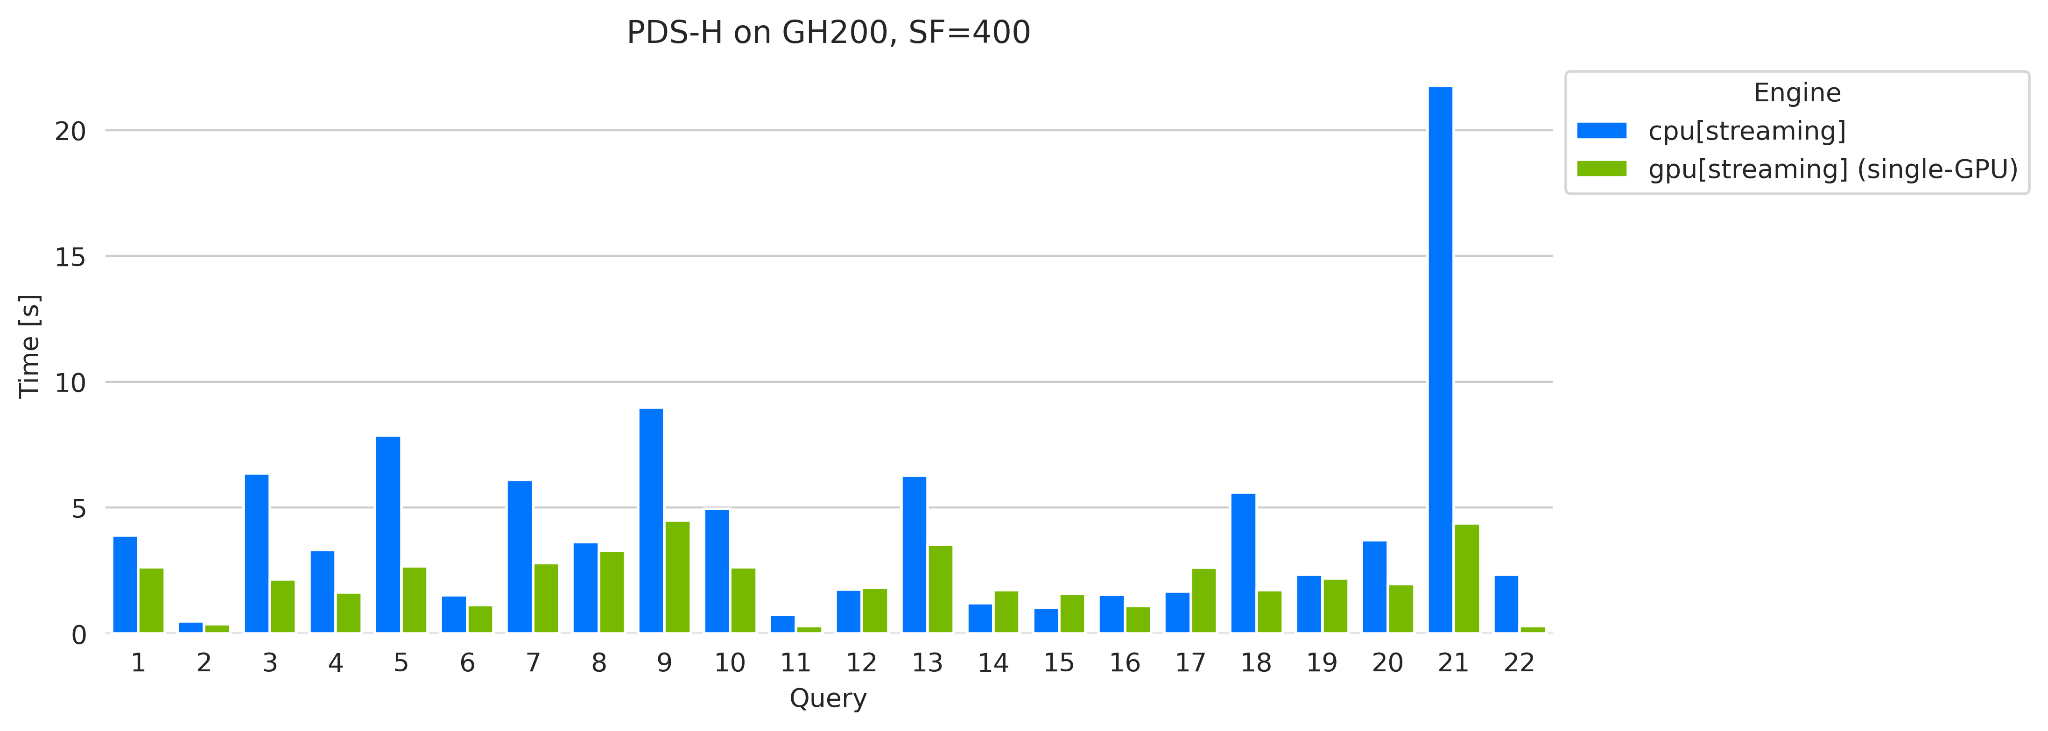 PDS-H on GH200, SF=400
Engine
cpu[streaming]
gpu[streaming] (single-GPU)
Time [s]
20
15
10
5
0
1 2 3 4 5 6 7 8 9 10 11 12 13 14 15 16 17 18 19 20 21 22
Query